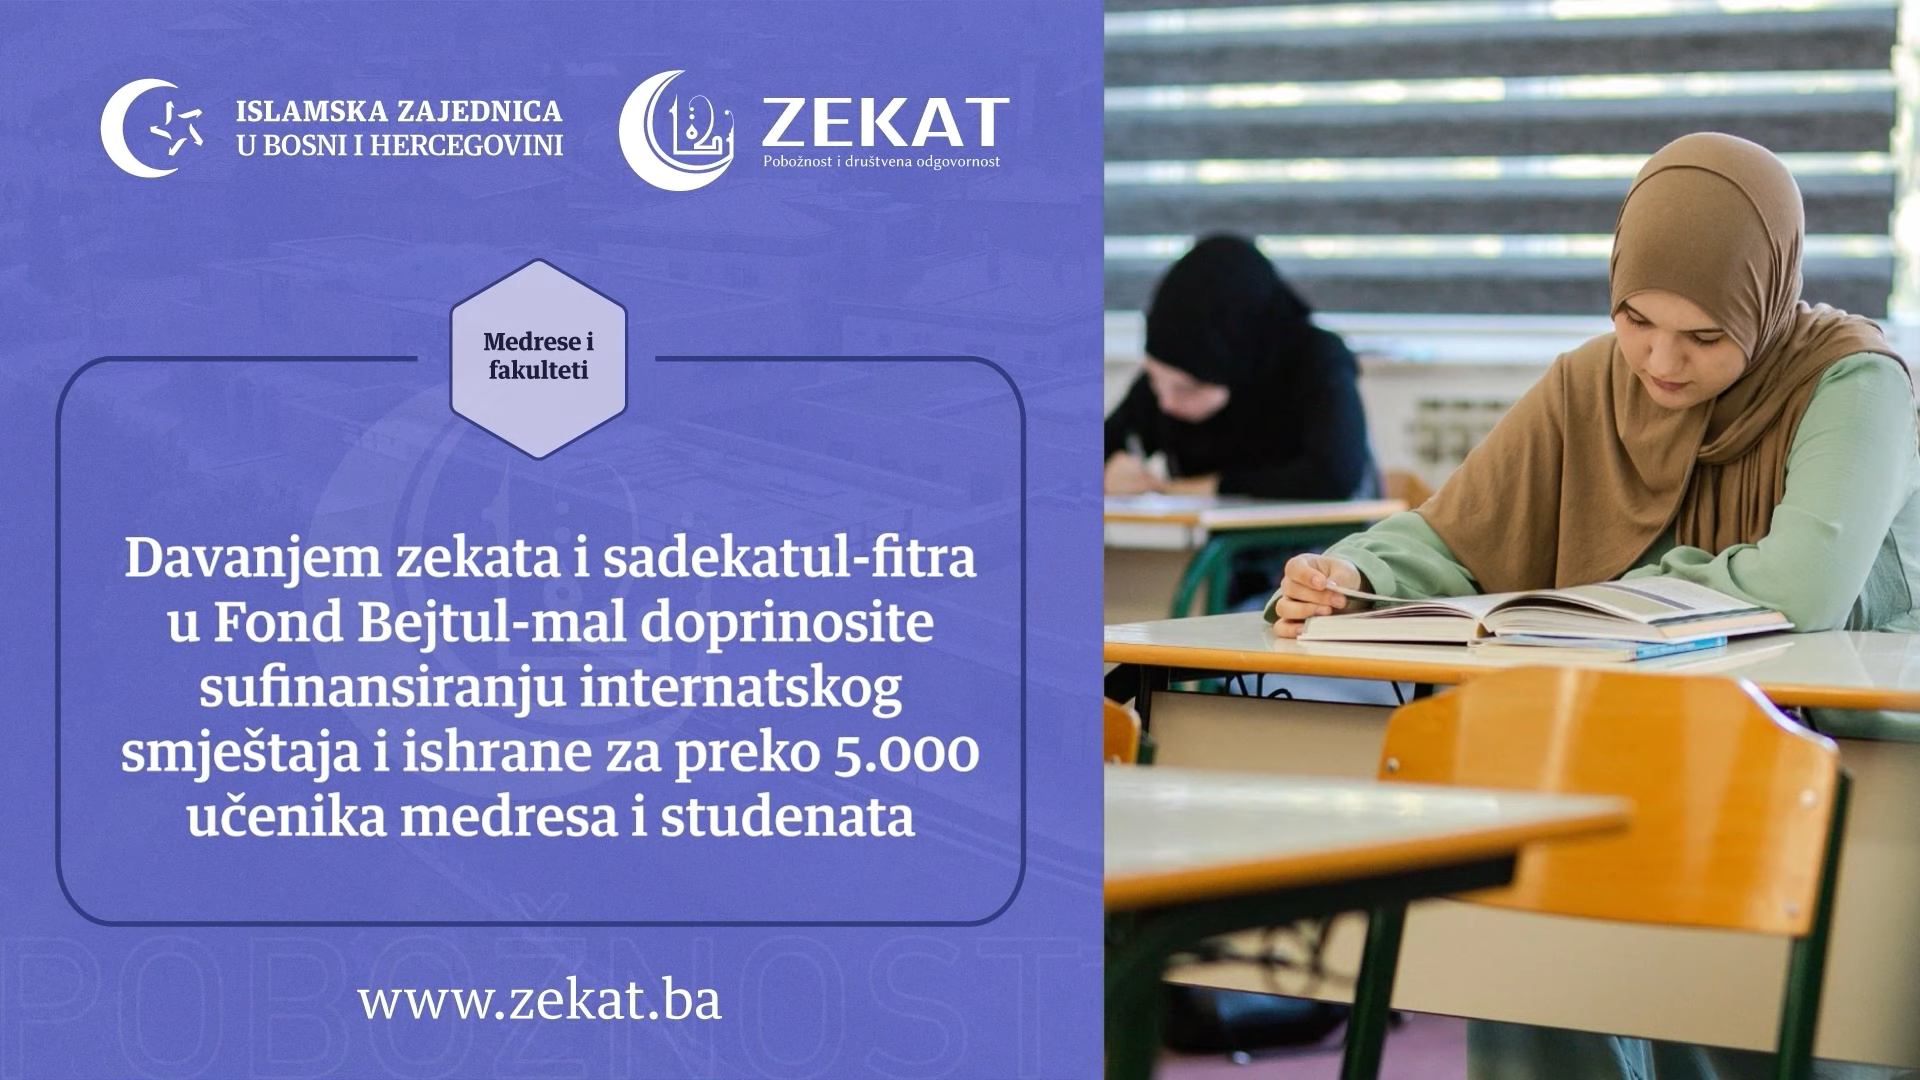 ISLAMSKA ZAJEDNICA
U BOSNI I HERCEGOVINI
ZEKAT
Pobožnost i društvena odgovornost
Medrese i
fakulteti
Davanjem zekata i sadekatul-fitra
u Fond Bejtul-mal doprinosite
sufinansiranju internatskog
smještaja i ishrane za preko 5.000
učenika medresa i studenata
POBOŽNOST
www.zekat.ba